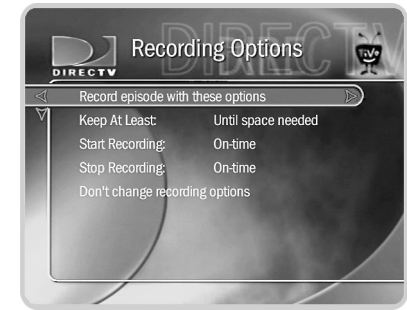 DIRECTV
Recording Options
DIRECTV
TiVo
Record episode with these options
Keep At Least: Until space needed
Start Recording: On-time
Stop Recording: On-time
Don't change recording options